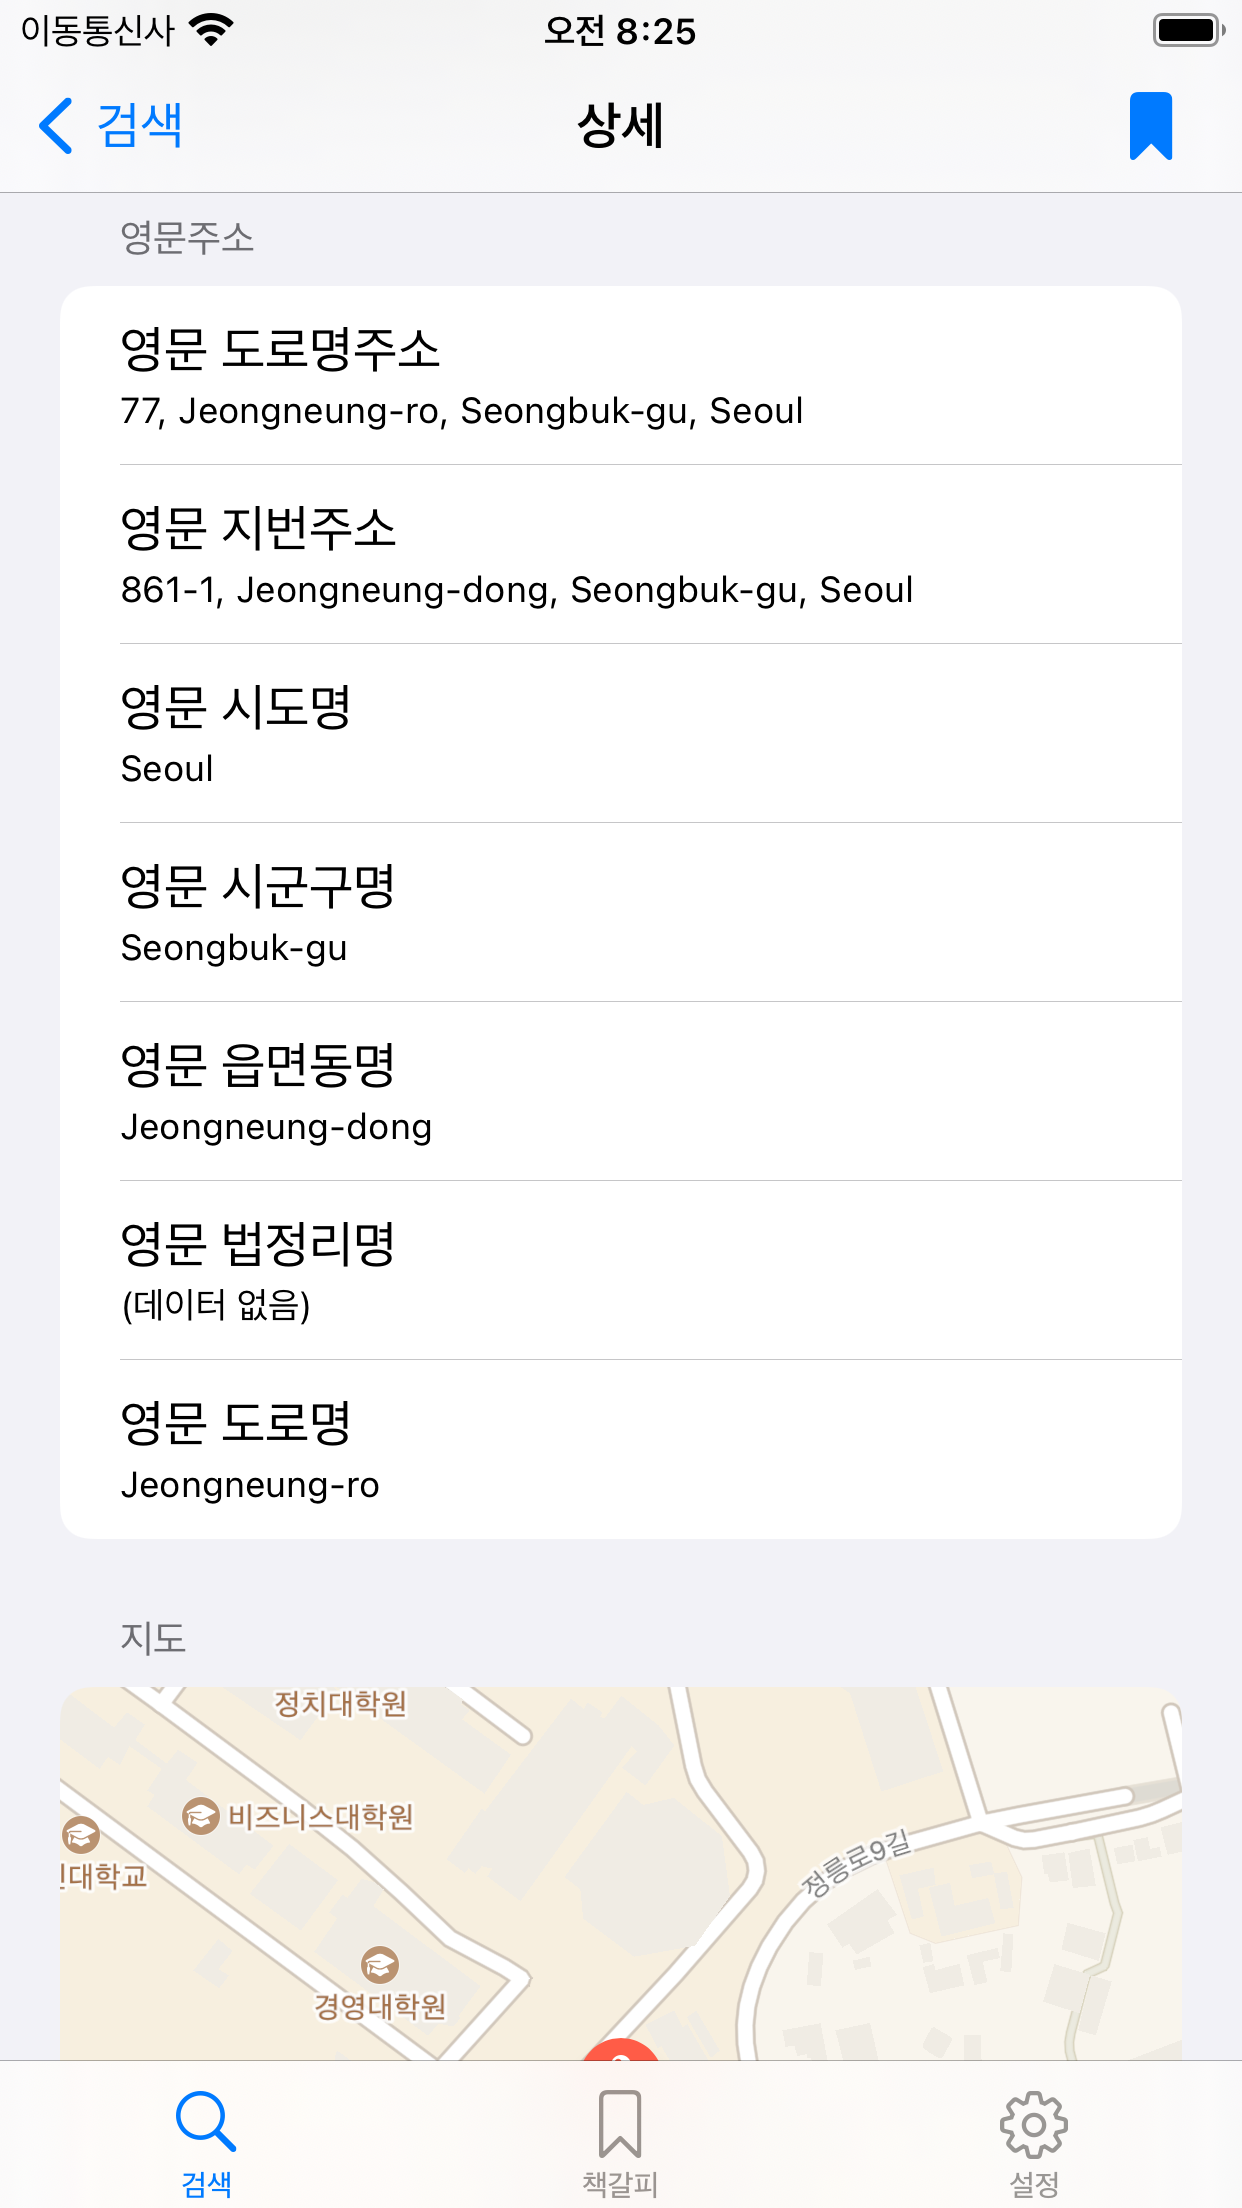 이동통신사
오전 8:25
검색
상세
영문주소
영문 도로명주소
77, Jeongneung-ro, Seongbuk-gu, Seoul
영문 지번주소
861-1, Jeongneung-dong, Seongbuk-gu, Seoul
영문 시도명
Seoul
영문 시군구명
Seongbuk-gu
영문 읍면동명
Jeongneung-dong
영문 법정리명
(데이터 없음)
영문 도로명
Jeongneung-ro
지도
정치대학원
비즈니스대학원
대학교
정릉로9길
경영대학원
검색
책갈피
설정